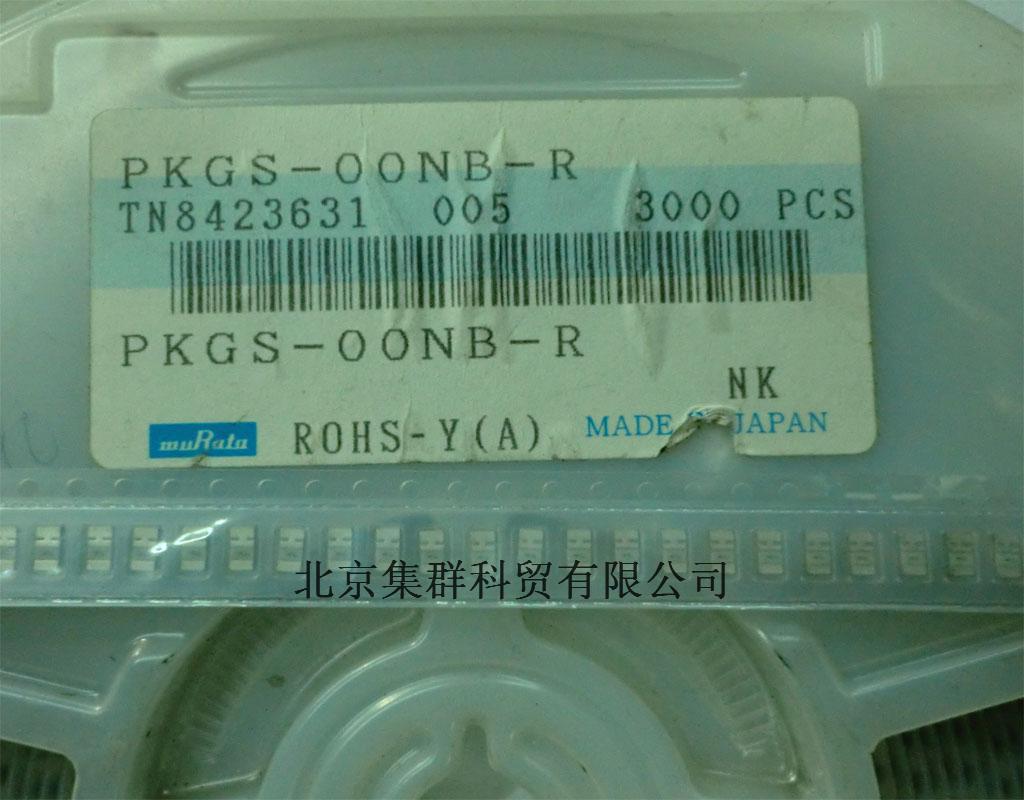 PKGS-00NB-R
TN8423631 005 3000 PCS
PKGS-00NB-R
NK
muRata ROHS-Y(A) MADE IN JAPAN
北京集群科贸有限公司